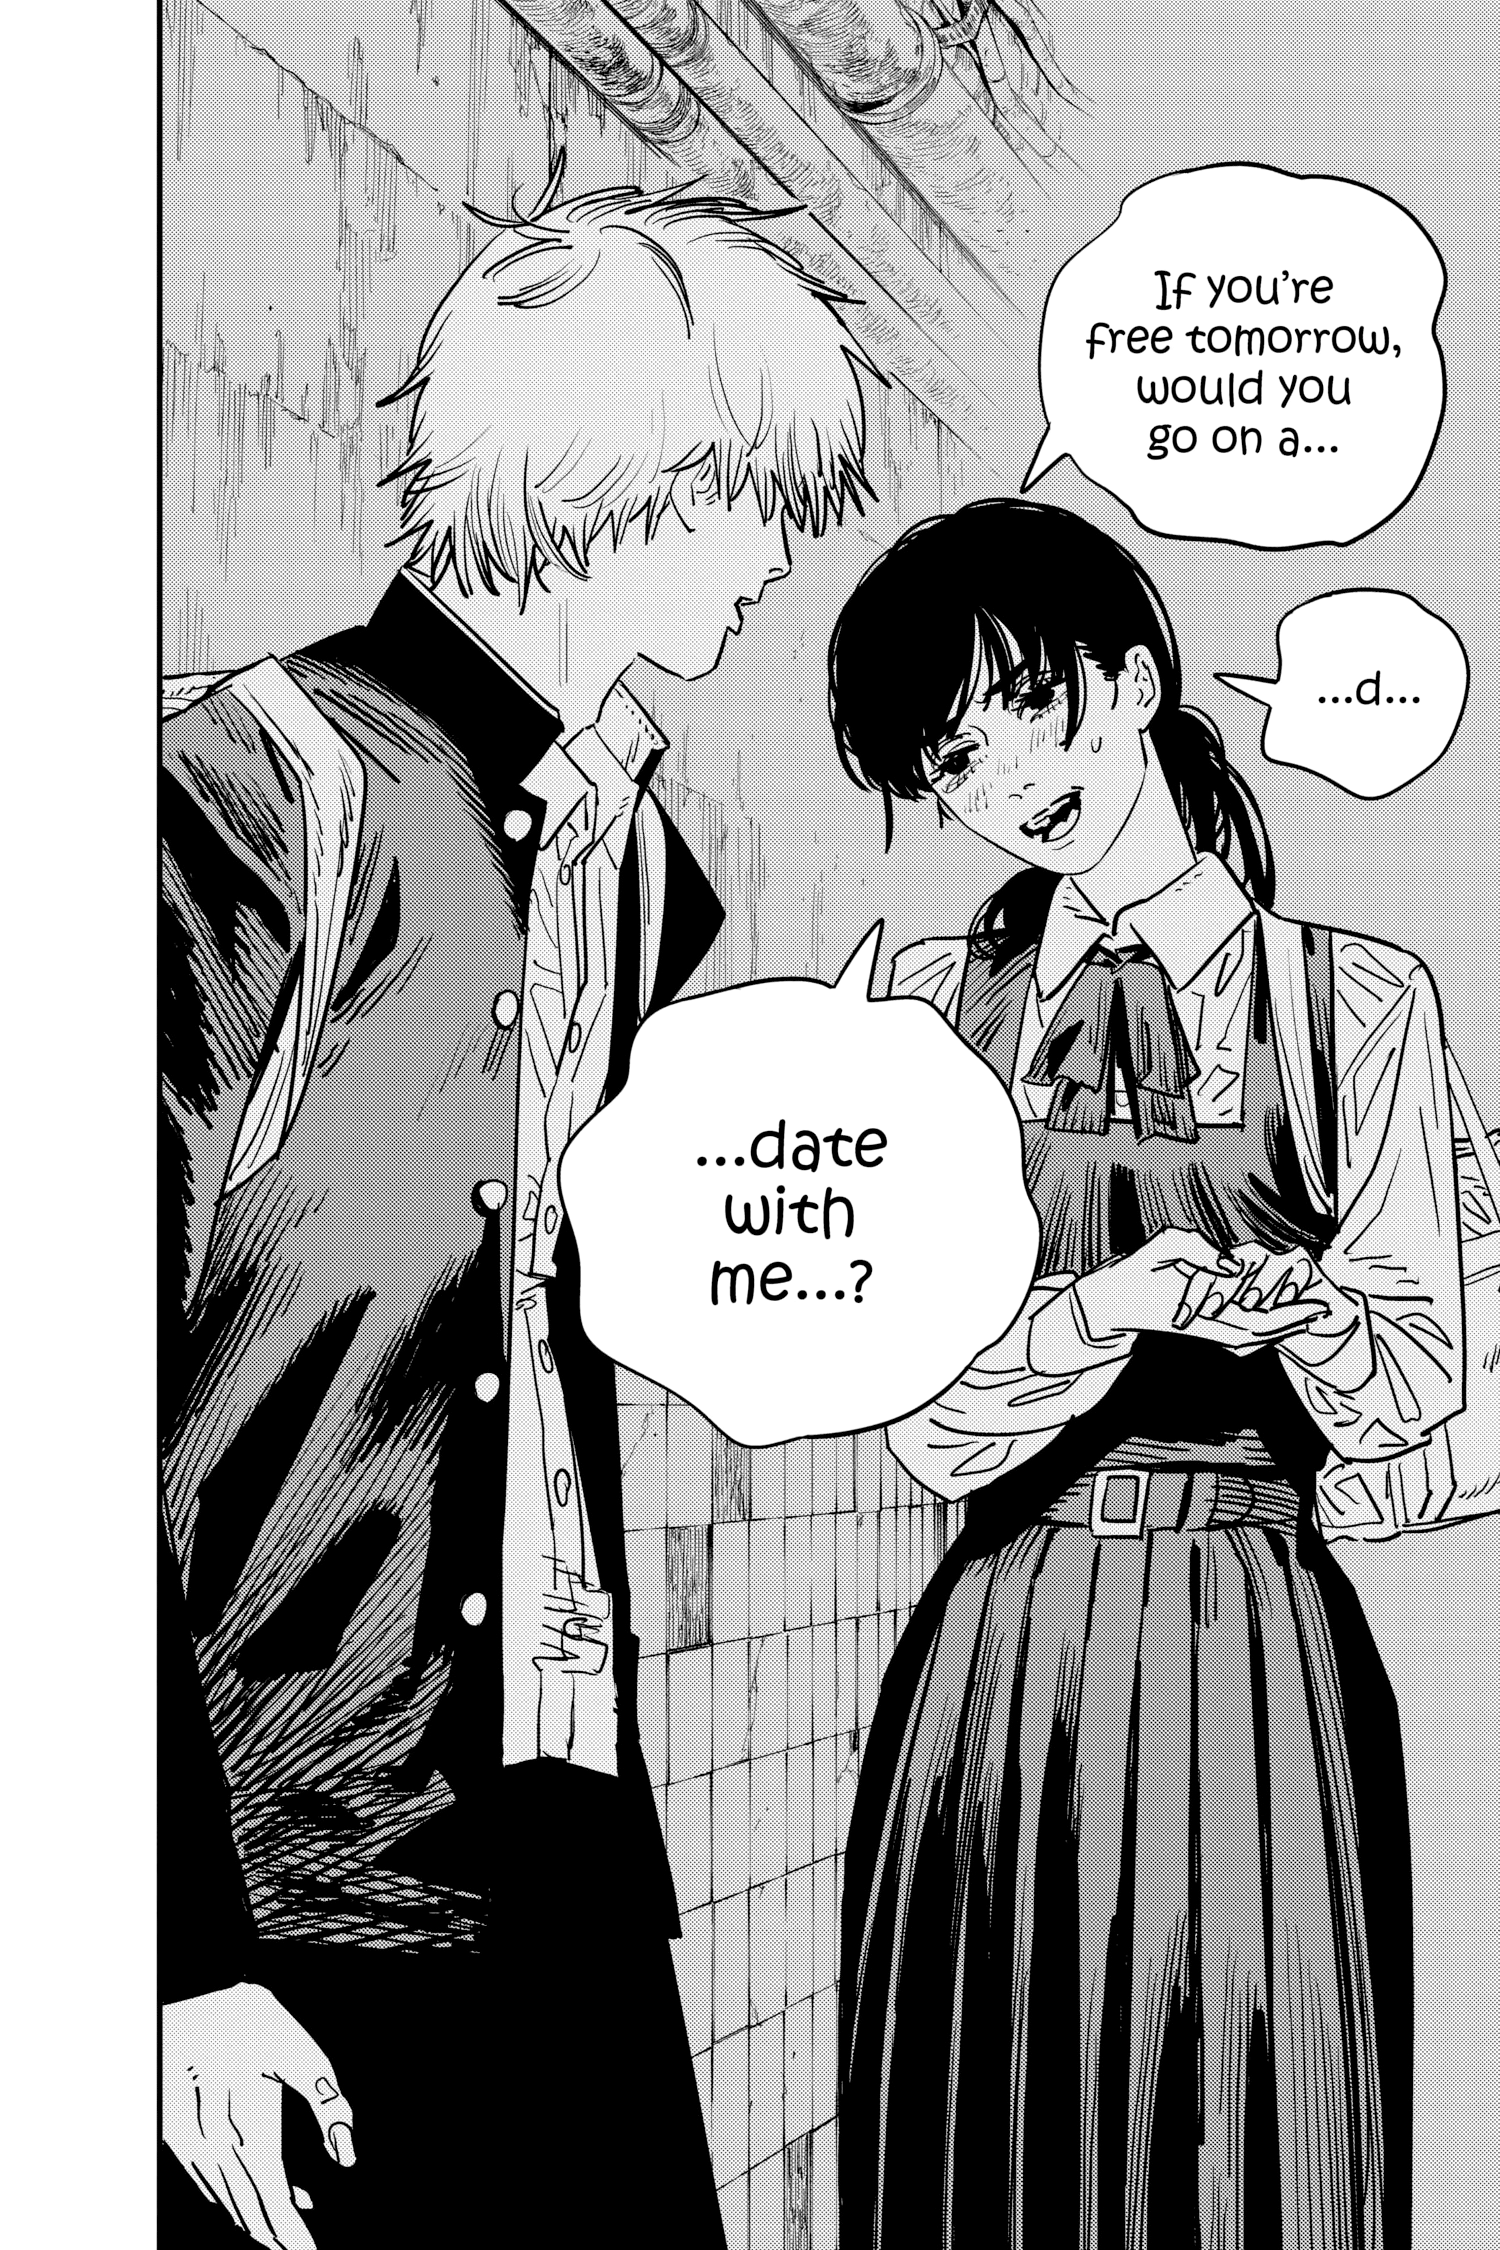 If you're
free tomorrow,
would you
go on a...
...d...
...date
with
me...?